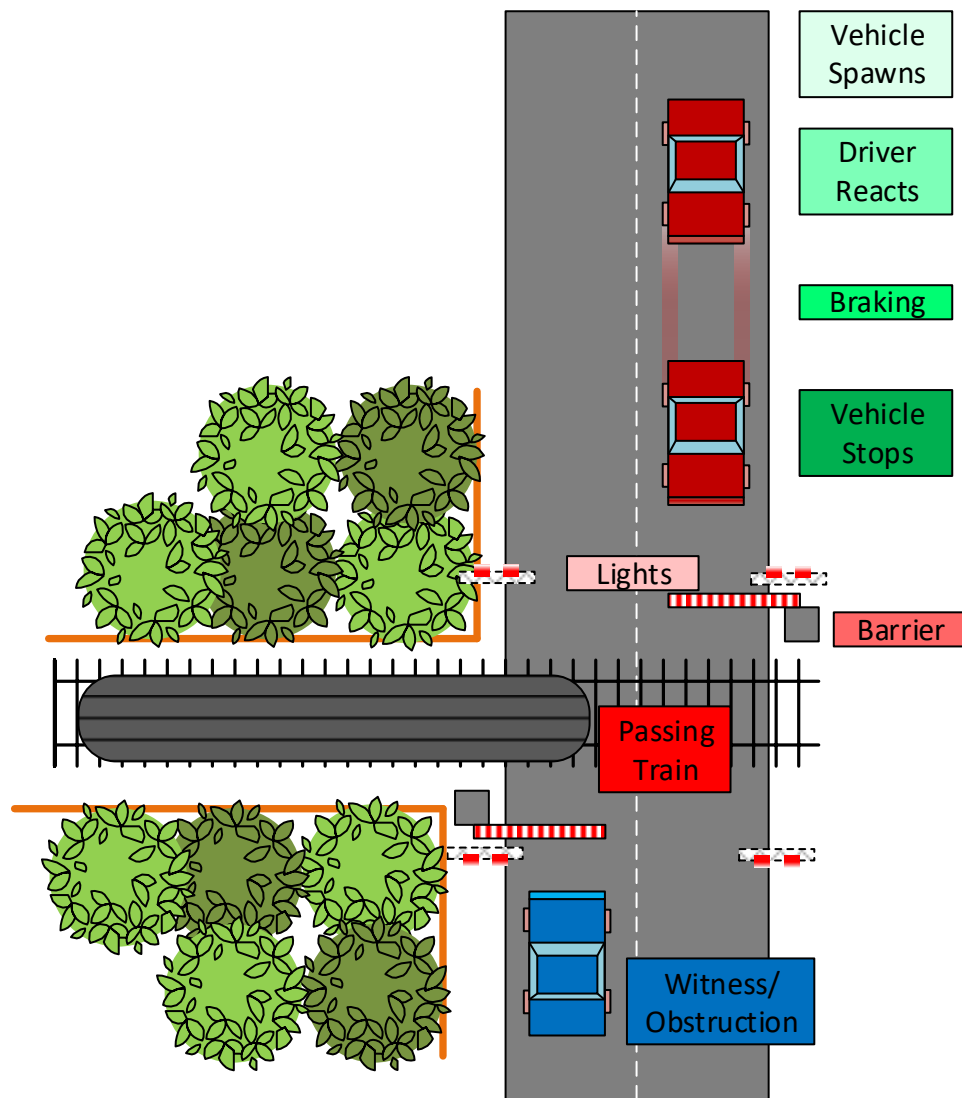 Vehicle
Spawns
Driver
Reacts
Braking
Vehicle
Stops
Lights
Barrier
Passing
Train
Witness/
Obstruction